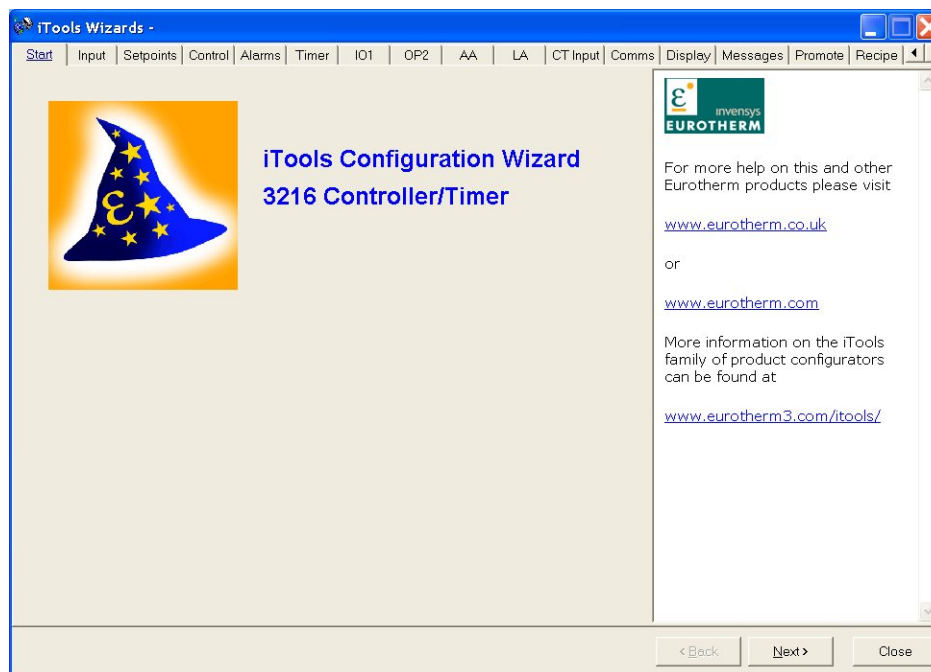 iTools Wizards -
Start Input Setpoints Control Alarms Timer IO1 OP2 AA LA CT Input Comms Display Messages Promote Recipe
iTools Configuration Wizard
3216 Controller/Timer
ε
invensys
EUROTHERM
For more help on this and other
Eurotherm products please visit
www.eurotherm.co.uk
or
www.eurotherm.com
More information on the iTools
family of product configurators
can be found at
www.eurotherm3.com/itools/
< Back Next > Close